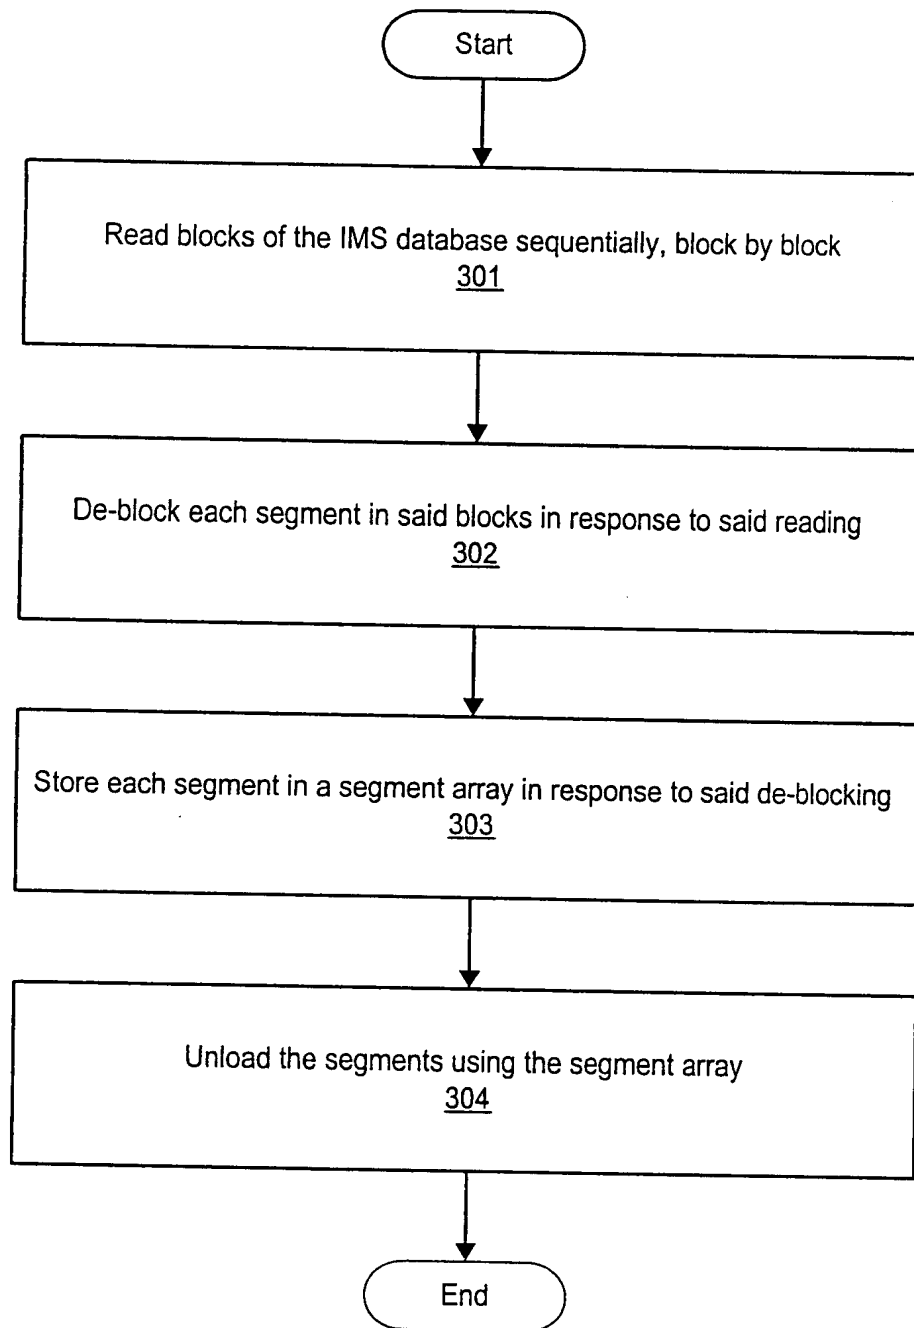 Start
Read blocks of the IMS database sequentially, block by block
301
De-block each segment in said blocks in response to said reading
302
Store each segment in a segment array in response to said de-blocking
303
Unload the segments using the segment array
304
End